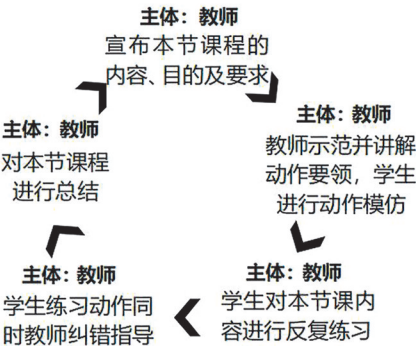 主体：教师
宣布本节课程的
内容、目的及要求
主体：教师
教师示范并讲解
动作要领，学生
进行动作模仿
主体：教师
学生对本节课内
容进行反复练习
主体：教师
学生练习动作同
时教师纠错指导
主体：教师
对本节课程
进行总结